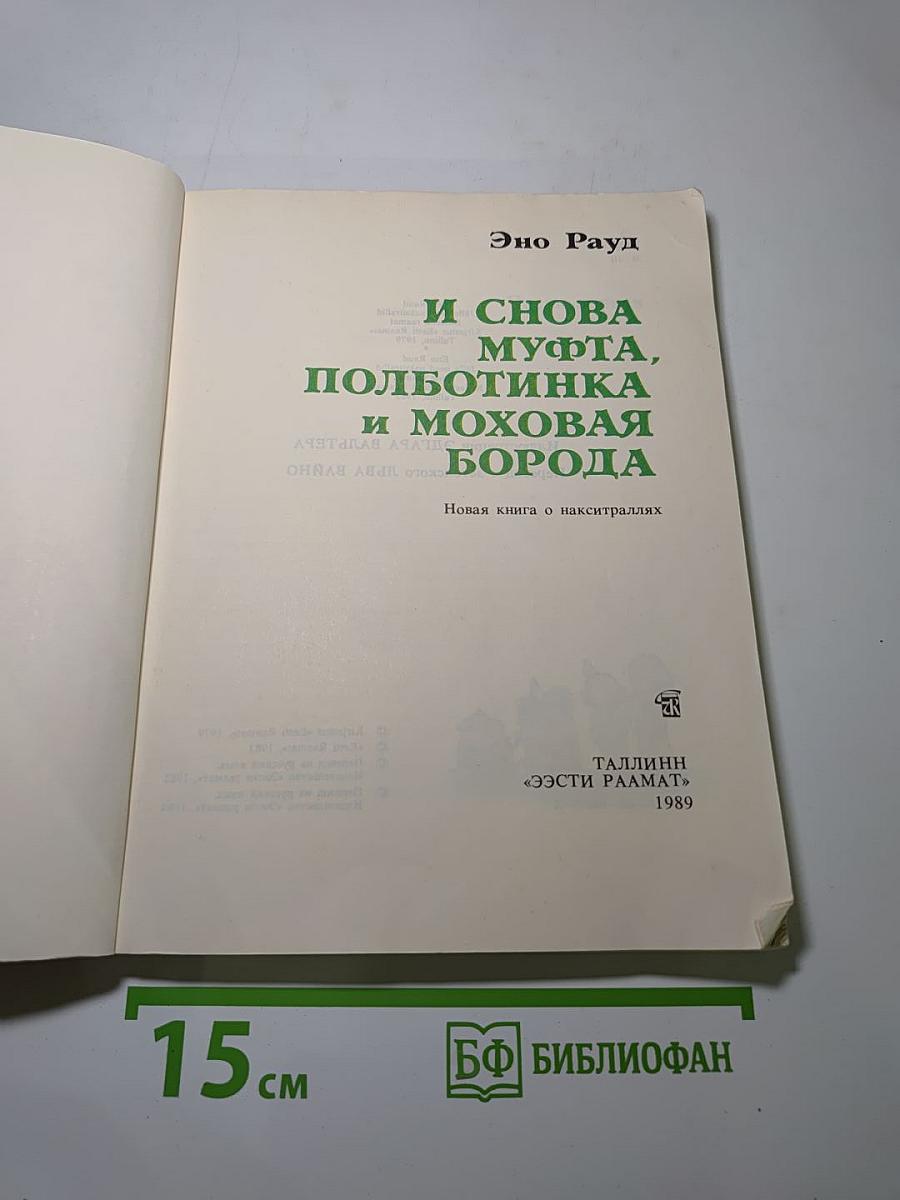 Эно Рауд
И СНОВА
МУФТА,
ПОЛБОТИНКА
и МОХОВАЯ
БОРОДА
Новая книга о накситраллях
ТАЛЛИНН
«ЭЭСТИ РААМАТ»
1989
15 см
БФ БИБЛИОФАН